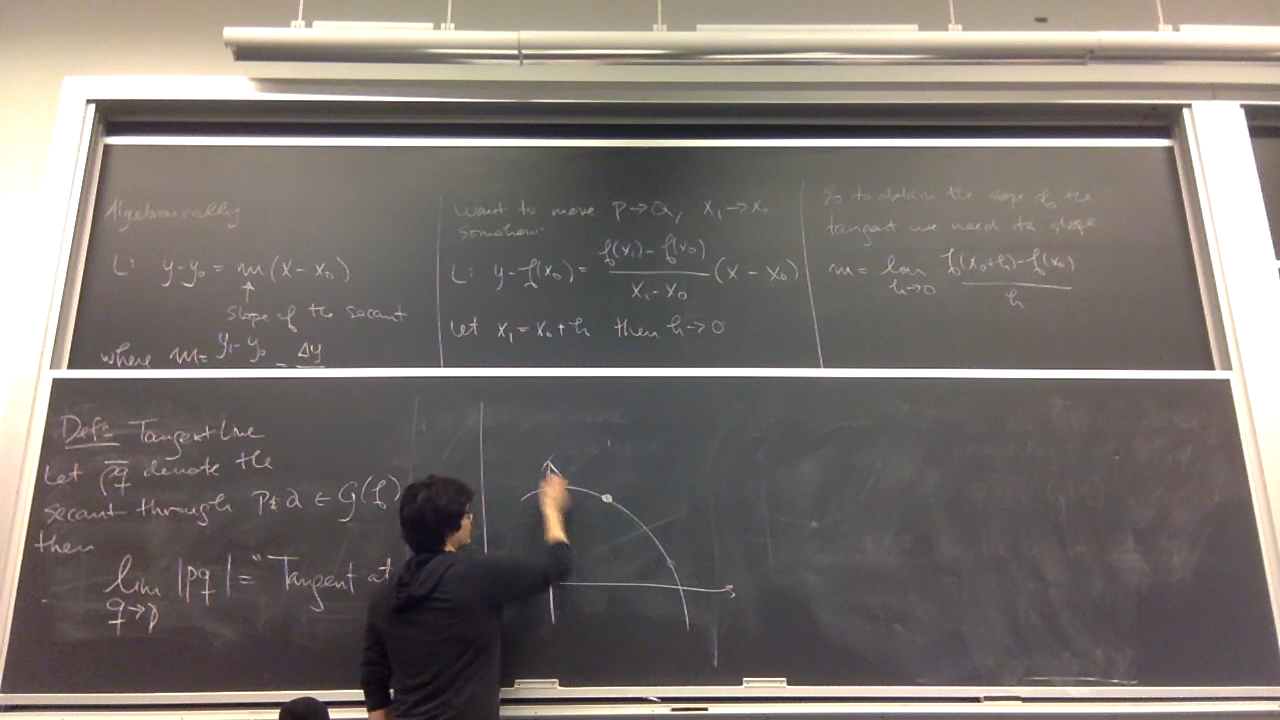 Algebraically
L: y-y₀ = m(x-x₀)
↑
slope of the secant
where m= y₁-y₀ = Δy
Want to move P→Q, x₁→x₀
somehow.
L: y-f(x₀) = f(x₁)-f(x₀) / x₁-x₀ (x-x₀)
Let x₁ = x₀+h then h→0
So to obtain the slope of the
tangent we need its slope
m = lim h→0 f(x₀+h)-f(x₀) / h
Def: Tangent Line
Let pq denote the
secant through P & Q ∈ G(f)
then
lim q→p |pq| = "Tangent at